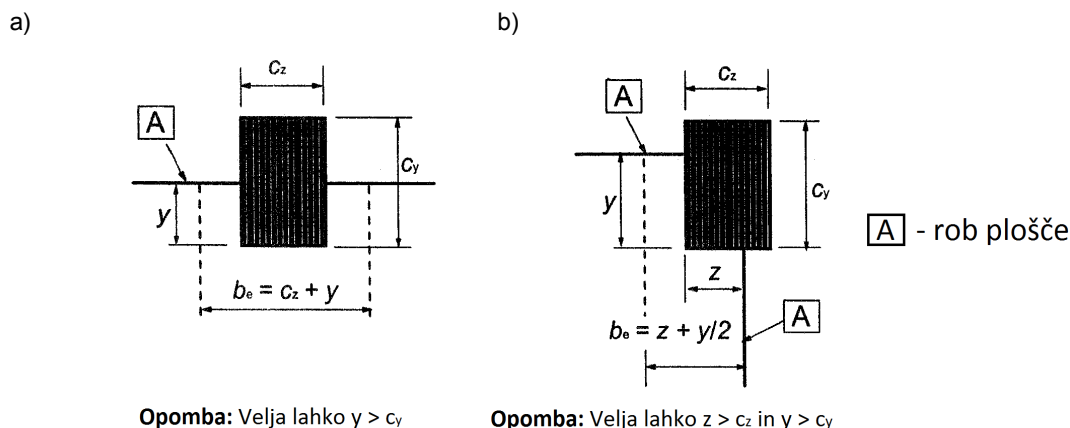 a)
b)
cz
A
cy
y
be = cz + y
Opomba: Velja lahko y > cy
cz
A
cy
y
z
be = z + y/2
A
Opomba: Velja lahko z > cz in y > cy
A - rob plošče